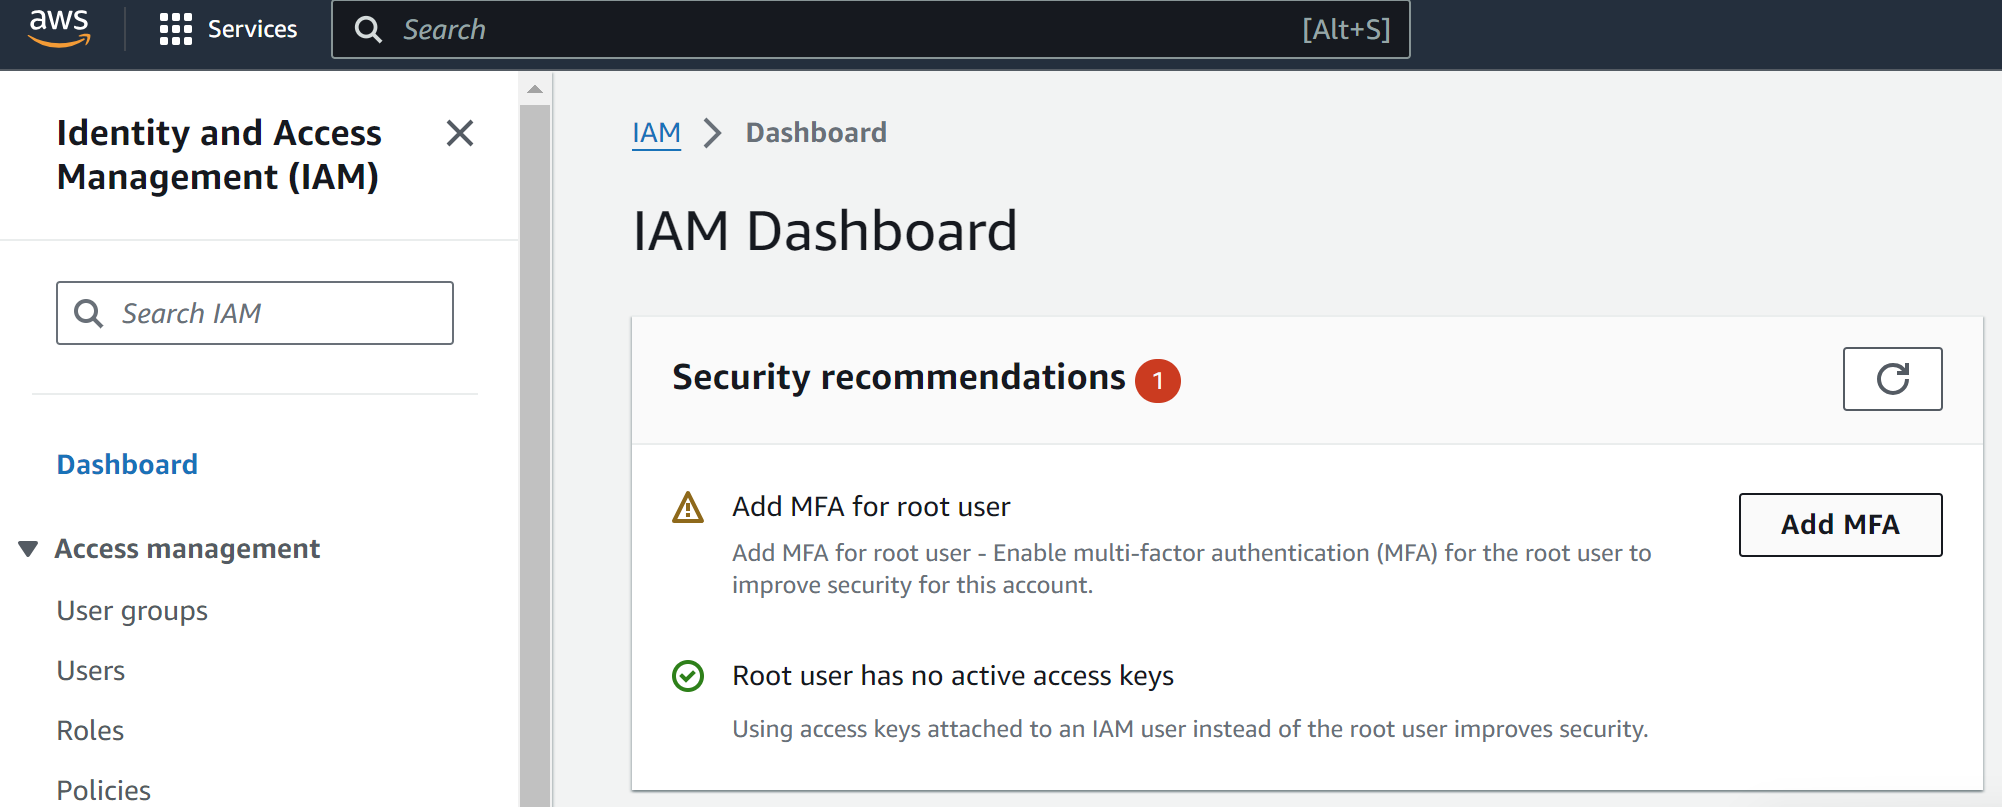 aws
Services
Search
[Alt+S]
Identity and Access
Management (IAM)
Search IAM
Dashboard
Access management
User groups
Users
Roles
Policies
IAM
Dashboard
IAM Dashboard
Security recommendations 1
Add MFA for root user
Add MFA for root user - Enable multi-factor authentication (MFA) for the root user to
improve security for this account.
Add MFA
Root user has no active access keys
Using access keys attached to an IAM user instead of the root user improves security.